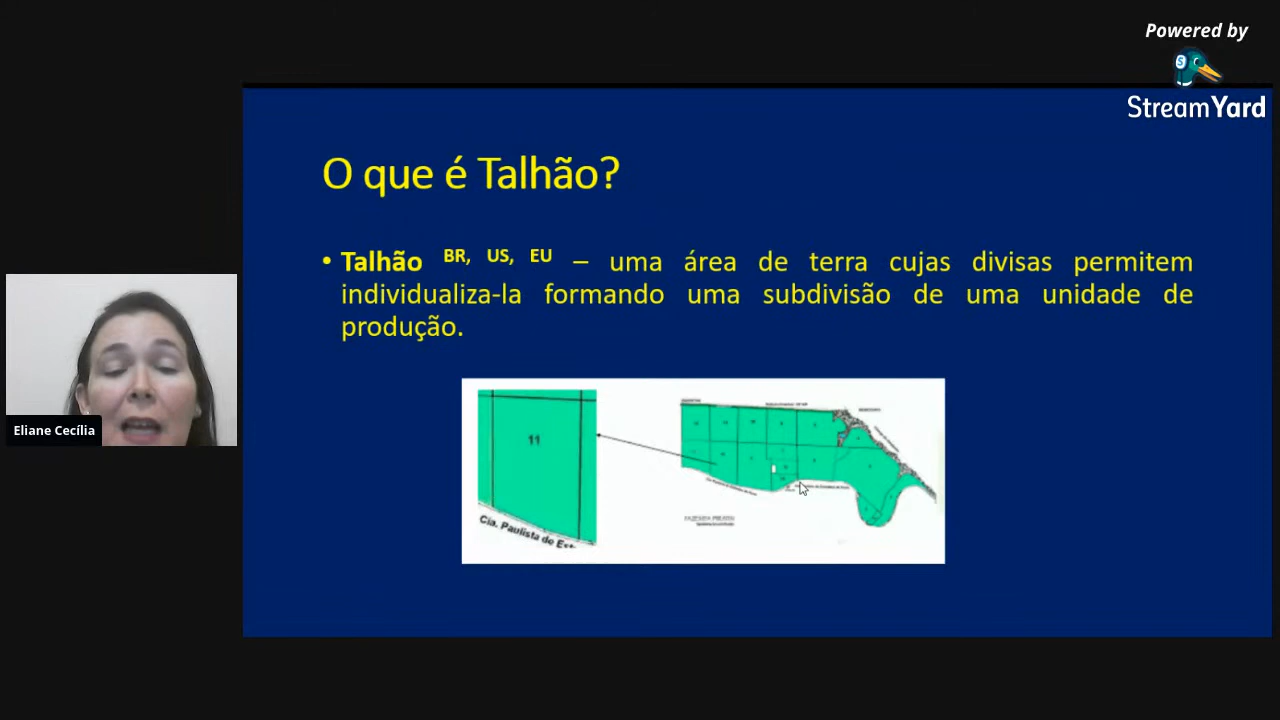 Powered by
StreamYard
O que é Talhão?
• Talhão BR, US, EU – uma área de terra cujas divisas permitem
individualiza-la formando uma subdivisão de uma unidade de
produção.
11
Cia. Paulista de
Eliane Cecília